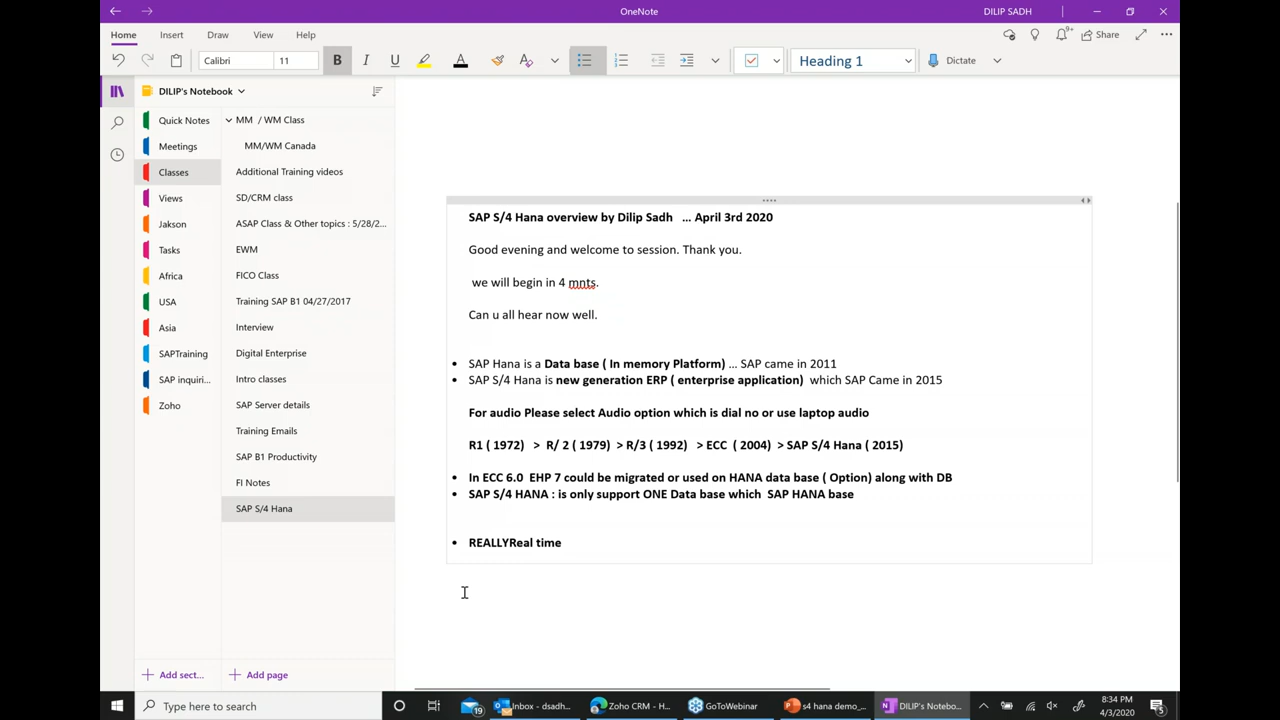 OneNote
DILIP SADH
Home
Insert
Draw
View
Help
9+
Share
Calibri
11
B
I
U
A
Heading 1
Dictate
DILIP's Notebook
Quick Notes
Meetings
Classes
Views
Jakson
Tasks
Africa
USA
Asia
SAPTraining
SAP inquiri...
Zoho
MM / WM Class
MM/WM Canada
Additional Training videos
SD/CRM class
ASAP Class & Other topics : 5/28/2...
EWM
FICO Class
Training SAP B1 04/27/2017
Interview
Digital Enterprise
Intro classes
SAP Server details
Training Emails
SAP B1 Productivity
FI Notes
SAP S/4 Hana
Add sect...
Add page
SAP S/4 Hana overview by Dilip Sadh ... April 3rd 2020
Good evening and welcome to session. Thank you.
we will begin in 4 mnts.
Can u all hear now well.
• SAP Hana is a Data base ( In memory Platform) ... SAP came in 2011
• SAP S/4 Hana is new generation ERP ( enterprise application) which SAP Came in 2015
For audio Please select Audio option which is dial no or use laptop audio
R1 ( 1972) > R/ 2 ( 1979) > R/3 ( 1992) > ECC ( 2004) > SAP S/4 Hana ( 2015)
• In ECC 6.0 EHP 7 could be migrated or used on HANA data base ( Option) along with DB
• SAP S/4 HANA : is only support ONE Data base which SAP HANA base
• REALLYReal time
Type here to search
19
Inbox - dsadh...
Zoho CRM - H...
GoToWebinar
s4 hana demo_...
DILIP's Notebo...
8:34 PM
4/3/2020
5